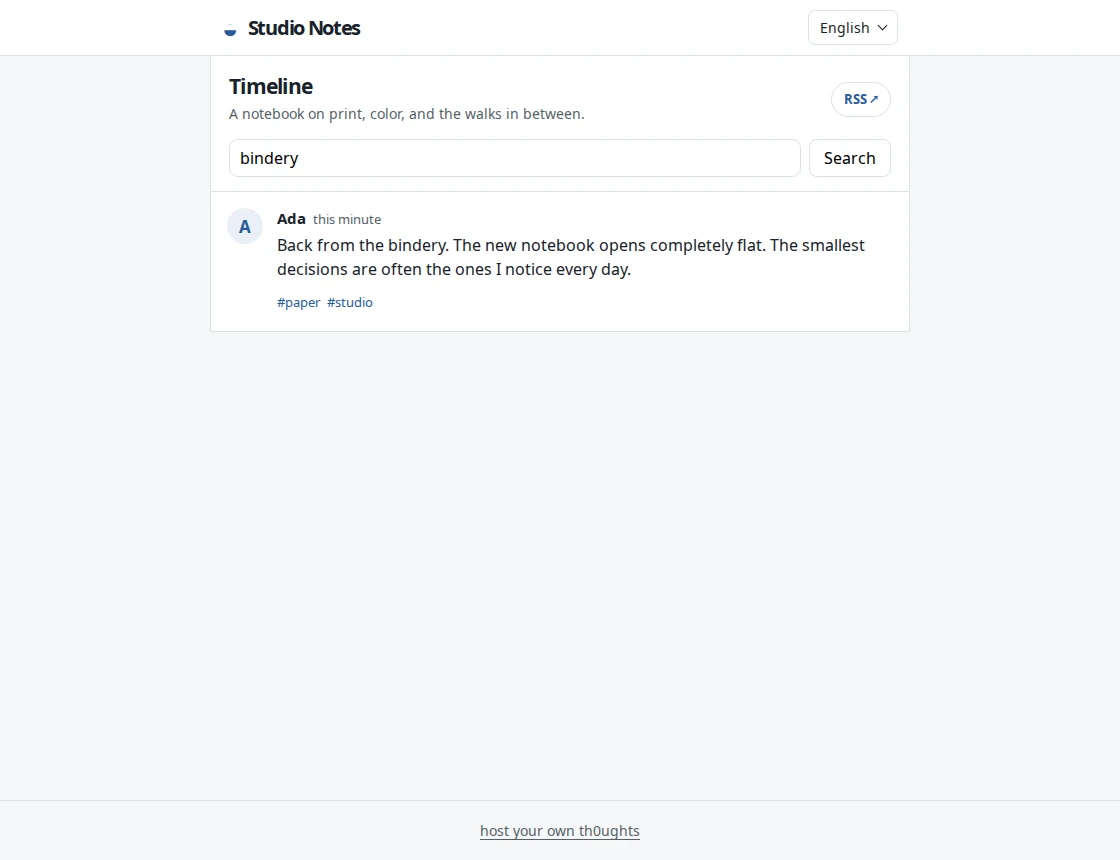 Studio Notes
English
Timeline
A notebook on print, color, and the walks in between.
RSS↗
bindery
Search
A
Ada this minute
Back from the bindery. The new notebook opens completely flat. The smallest
decisions are often the ones I notice every day.
#paper #studio
host your own th0ughts